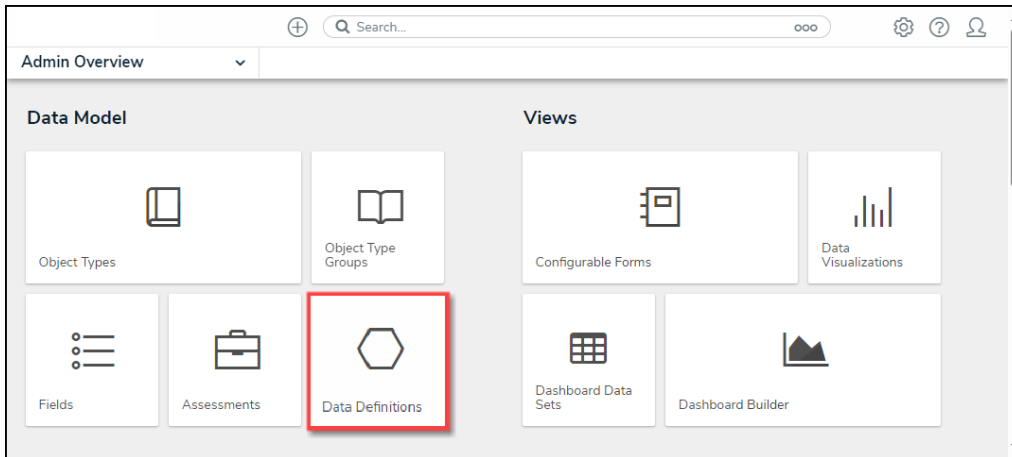 Search...
Admin Overview
Data Model
Views
Object Types
Object Type
Groups
Configurable Forms
Data
Visualizations
Fields
Assessments
Data Definitions
Dashboard Data
Sets
Dashboard Builder